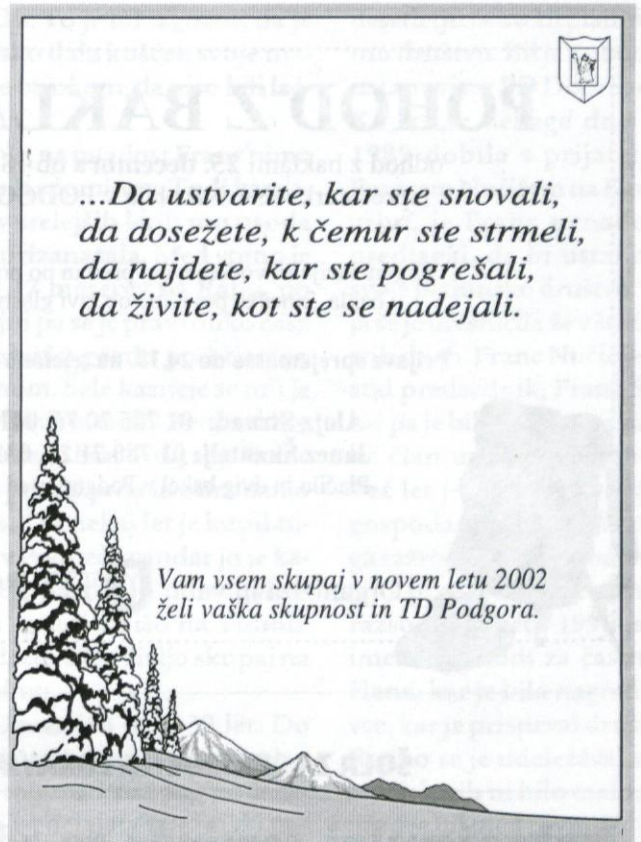 ...Da ustvarite, kar ste snovali,
da dosežete, k čemur ste strmeli,
da najdete, kar ste pogrešali,
da živite, kot ste se nadejali.
Vam vsem skupaj v novem letu 2002
želi vaška skupnost in TD Podgora.